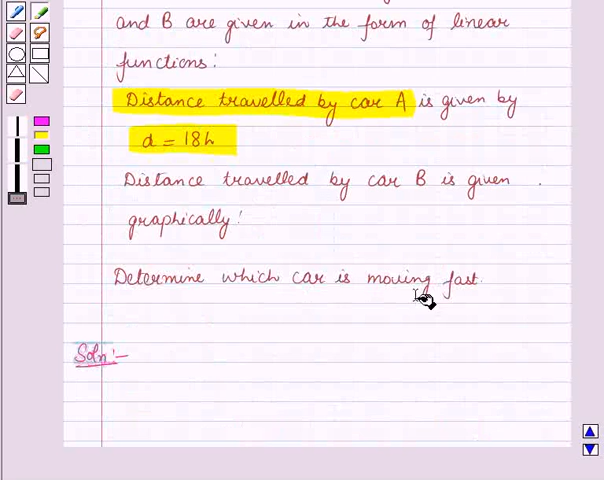 and B are given in the form of linear
functions:
Distance travelled by car A is given by
d = 18h
Distance travelled by car B is given
graphically:
Determine which car is moving fast.
Soln:-